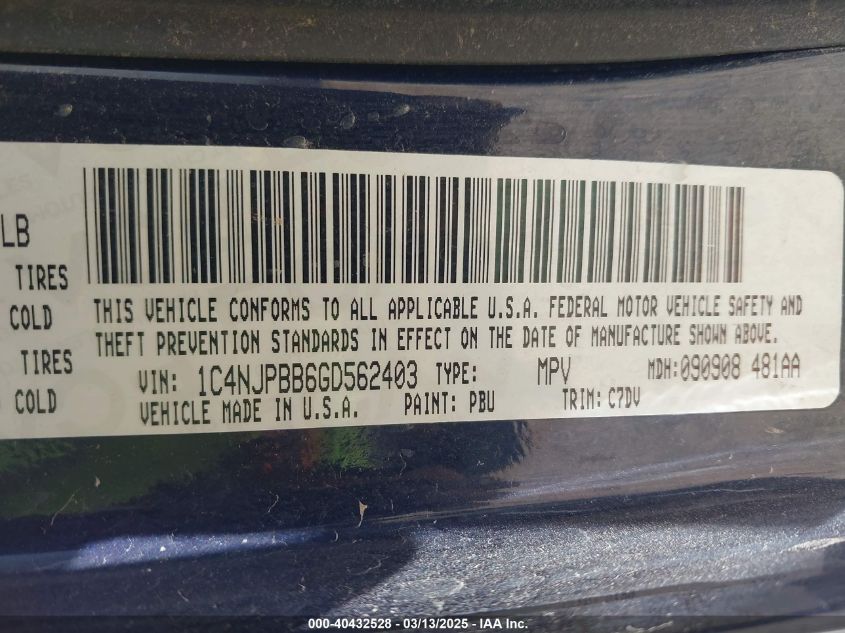 LB
TIRES
COLD
TIRES
COLD
THIS VEHICLE CONFORMS TO ALL APPLICABLE U.S.A. FEDERAL MOTOR VEHICLE SAFETY AND
THEFT PREVENTION STANDARDS IN EFFECT ON THE DATE OF MANUFACTURE SHOWN ABOVE.
VIN: 1C4NJPBB6GD562403 TYPE: MPV MDH:090908 481AA
VEHICLE MADE IN U.S.A. PAINT: PBU TRIM: C7DV
000-40432528 - 03/13/2025 - IAA Inc.